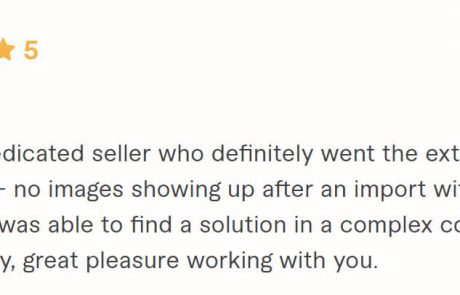 5
edicated seller who definitely went the ext
- no images showing up after an import wi
was able to find a solution in a complex co
y, great pleasure working with you.